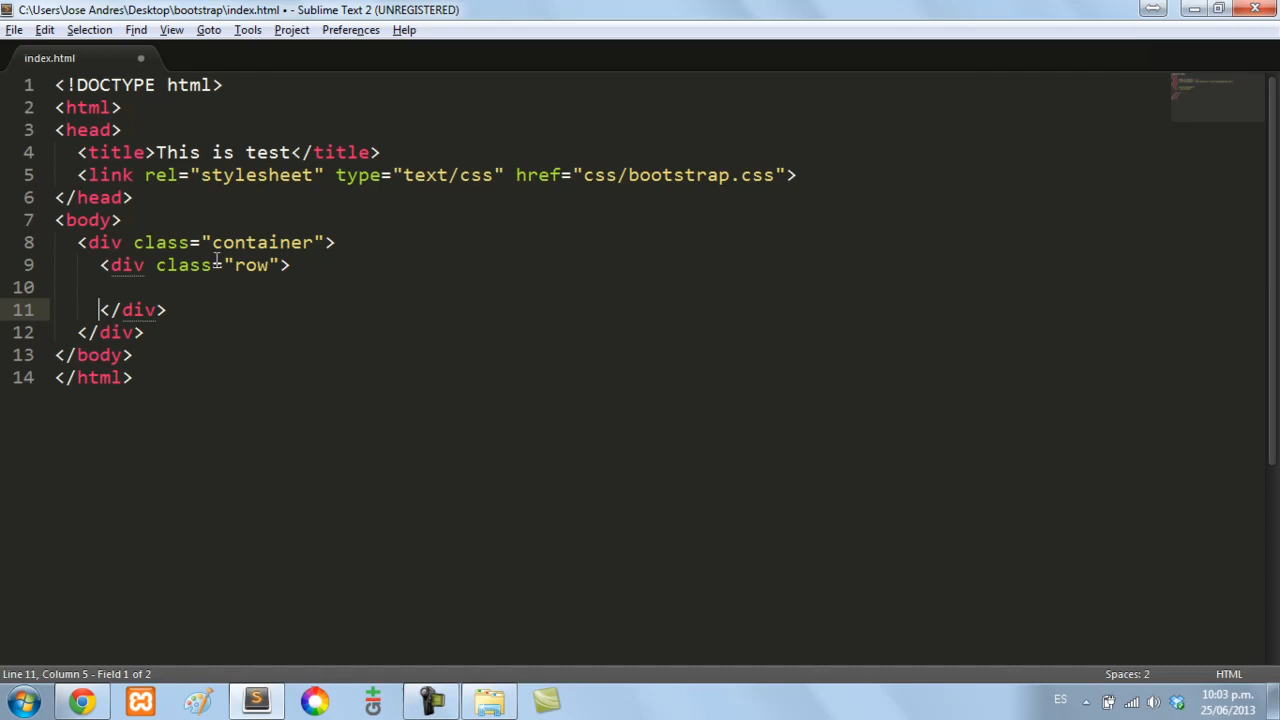 C:\Users\Jose Andres\Desktop\bootstrap\index.html • - Sublime Text 2 (UNREGISTERED)
File Edit Selection Find View Goto Tools Project Preferences Help
index.html
1 <!DOCTYPE html>
2 <html>
3 <head>
4 <title>This is test</title>
5 <link rel="stylesheet" type="text/css" href="css/bootstrap.css">
6 </head>
7 <body>
8 <div class="container">
9 <div class="row">
10
11 </div>
12 </div>
13 </body>
14 </html>
Line 11, Column 5 - Field 1 of 2 Spaces: 2 HTML
ES 10:03 p.m.
25/06/2013